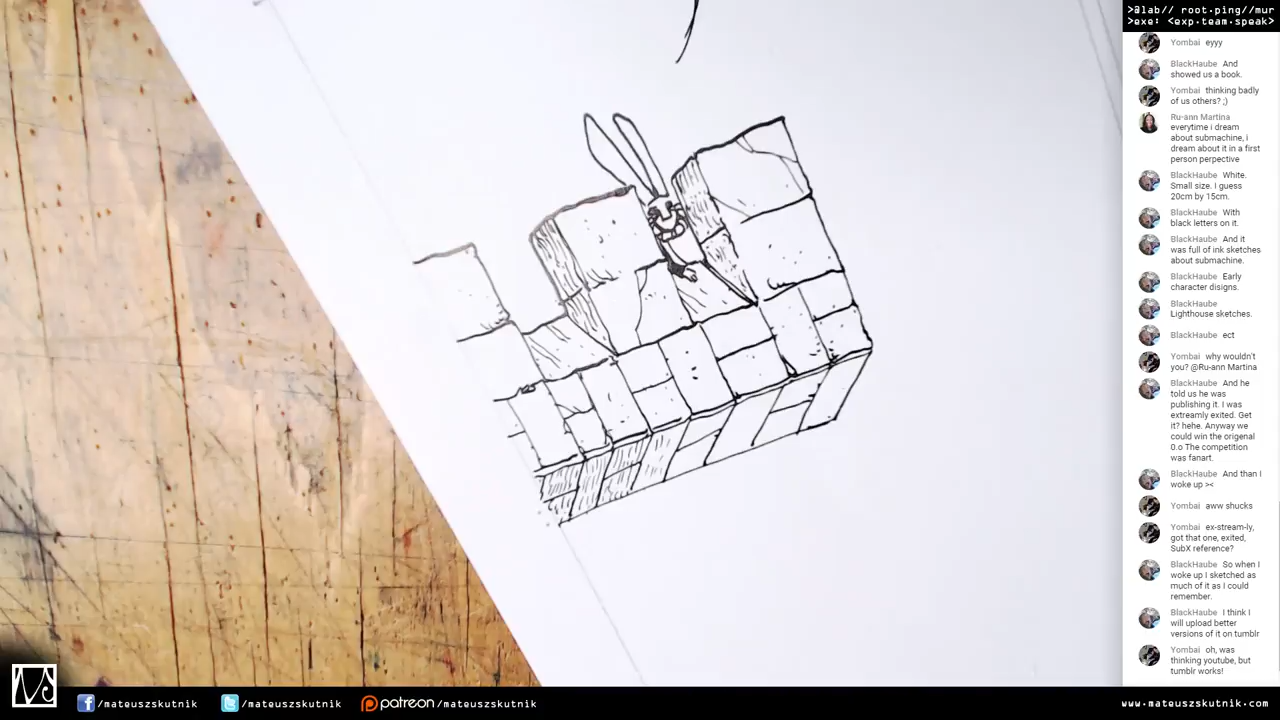 >@lab// root.ping//mur
>exe: <exp.team.speak>
Yombai eyyy
BlackHaube And
showed us a book.
Yombai thinking badly
of us others? ;)
Ru-ann Martina
everytime i dream
about submachine, i
dream about it in a first
person perpective
BlackHaube White.
Small size. I guess
20cm by 15cm.
BlackHaube With
black letters on it.
BlackHaube And it
was full of ink sketches
about submachine.
BlackHaube Early
character disigns.
BlackHaube
Lighthouse sketches.
BlackHaube ect
Yombai why wouldn't
you? @Ru-ann Martina
BlackHaube And he
told us he was
publishing it. I was
extreamly exited. Get
it? hehe. Anyway we
could win the origenal
0.o The competition
was fanart.
BlackHaube And than I
woke up ><
Yombai aww shucks
Yombai ex-stream-ly,
got that one, exited,
SubX reference?
BlackHaube So when I
woke up I sketched as
much of it as I could
remember.
BlackHaube I think I
will upload better
versions of it on tumblr
Yombai oh, was
thinking youtube, but
tumblr works!
/mateuszskutnik /mateuszskutnik patreon/mateuszskutnik www.mateuszskutnik.com